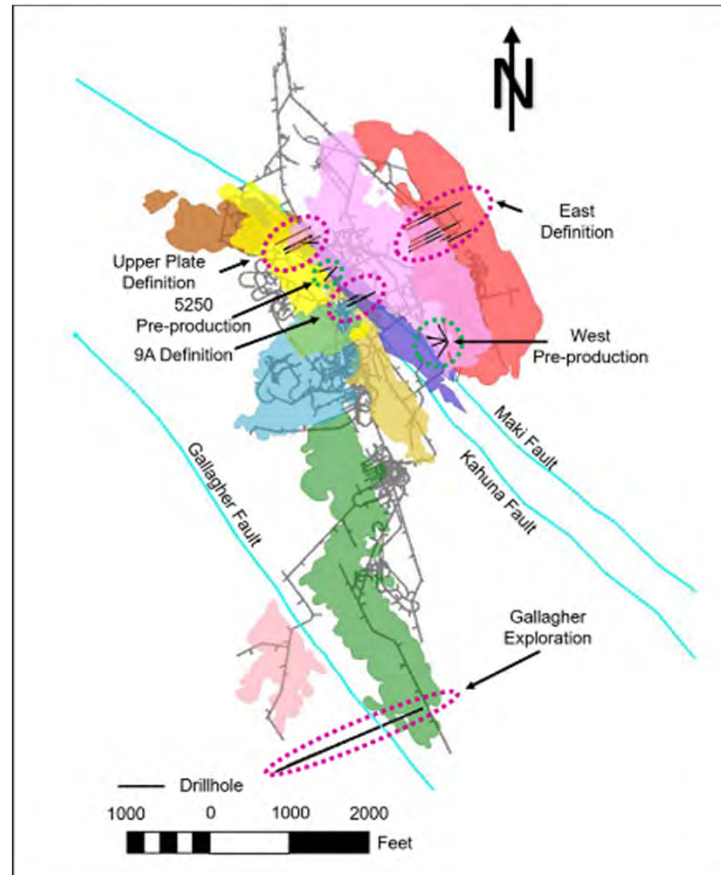 N
East
Definition
Upper Plate
Definition
5250
Pre-production
9A Definition
West
Pre-production
Maki Fault
Kahuna Fault
Gallagher Fault
Gallagher
Exploration
Drillhole
1000 0 1000 2000
Feet